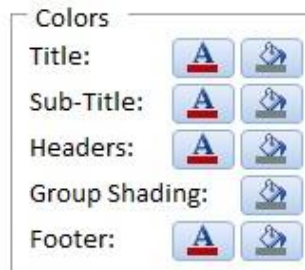 Colors
Title: A
Sub-Title: A
Headers: A
Group Shading:
Footer: A